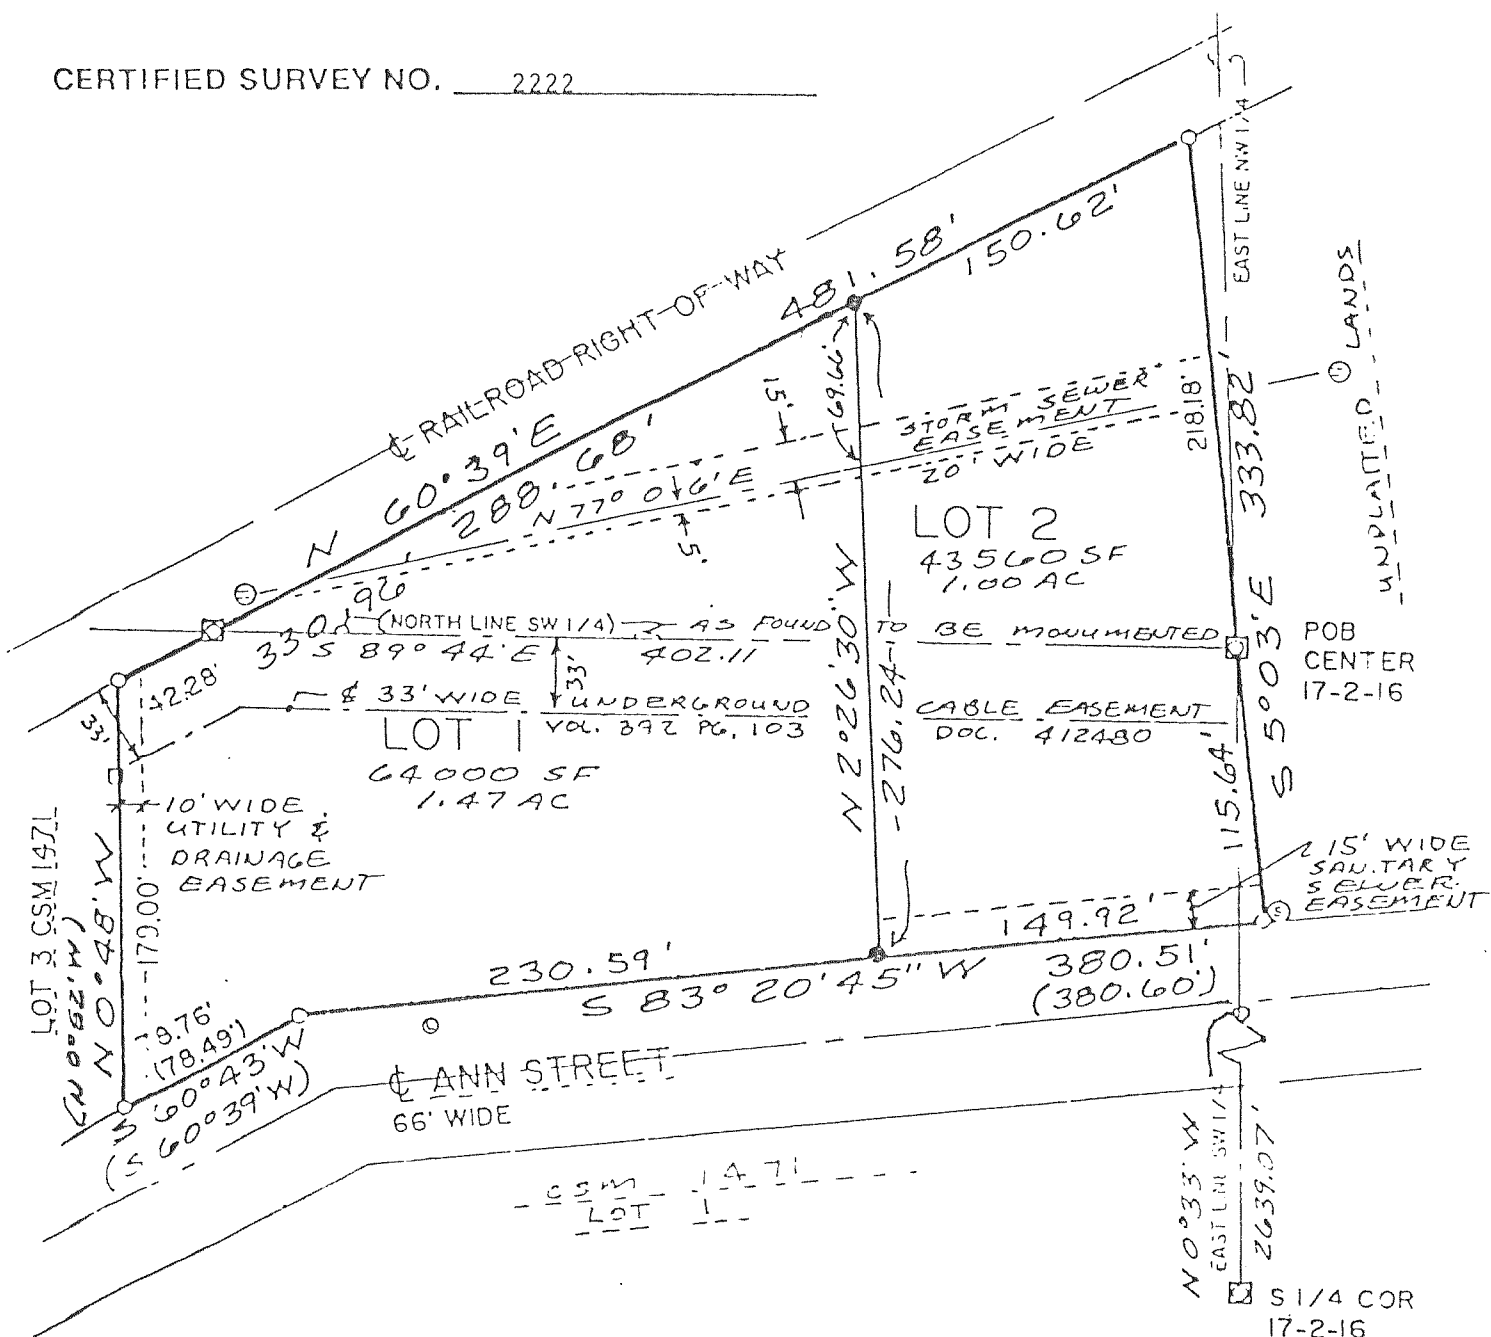 CERTIFIED SURVEY NO. 2222
EAST LINE NW 1/4
℄ RAILROAD RIGHT-OF-WAY
481.58'
150.62'
N 60°39'E
288.68'
330.96'
42.28'
33'
N 77° 06'E
15'
5'
69.66'
STORM SEWER
EASEMENT
20' WIDE
218.18'
S 5°03'E 333.82'
115.64'
UNPLATTED LANDS
LOT 2
43560 SF
1.00 AC
(NORTH LINE SW 1/4) AS FOUND TO BE MONUMENTED
S 89° 44'E 402.11
33'
℄ 33' WIDE UNDERGROUND CABLE EASEMENT
VOL. 392 PG. 103 DOC. 412480
POB
CENTER
17-2-16
LOT 1
64000 SF
1.47 AC
N 2°26'30" W
276.24
10' WIDE
UTILITY &
DRAINAGE
EASEMENT
LOT 3 CSM 1471
N 0°48' W
179.00'
15' WIDE
SANITARY
SEWER
EASEMENT
149.92'
230.59'
S 83° 20'45" W
380.51'
(380.60')
78.76'
(78.49')
S 60°43' W
(S 60°39' W)
℄ ANN STREET
66' WIDE
CSM 1471
LOT 1
N 0°33' W
EAST LINE SW 1/4
2639.07'
S 1/4 COR
17-2-16